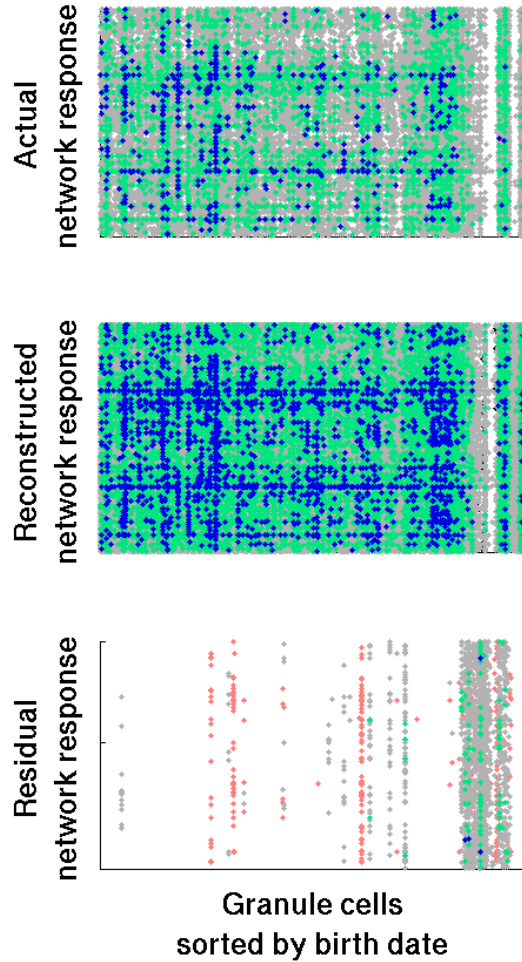 Actual
network response
Reconstructed
network response
Residual
network response
Granule cells
sorted by birth date